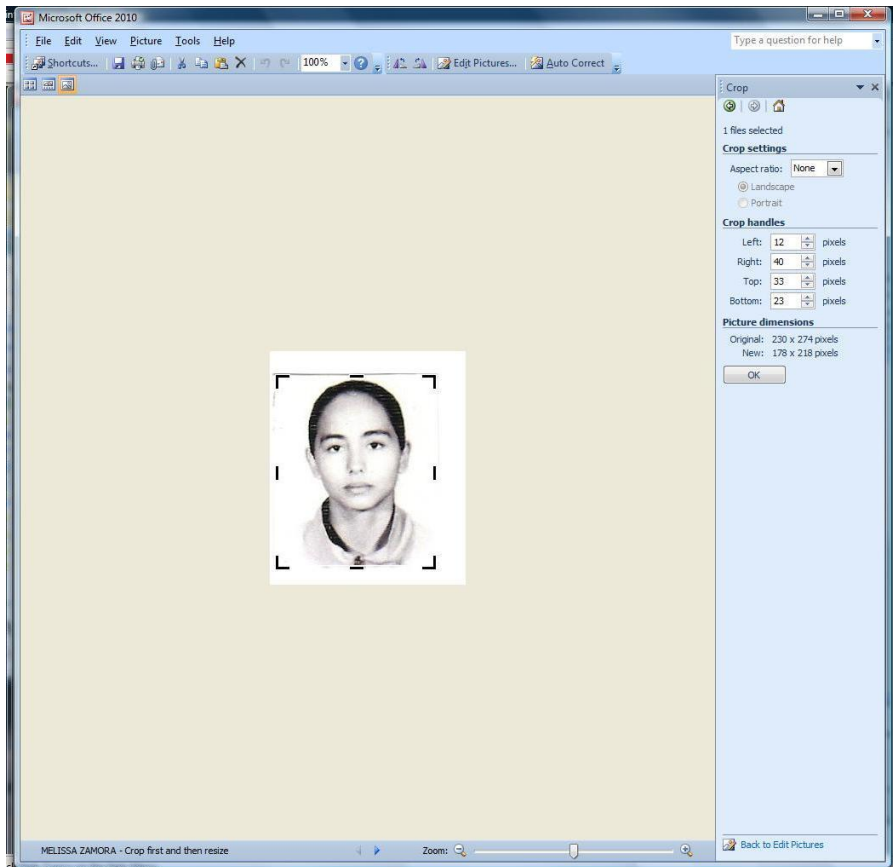 Microsoft Office 2010
File Edit View Picture Tools Help
Type a question for help
Shortcuts... 100% Edit Pictures... Auto Correct
Crop
1 files selected
Crop settings
Aspect ratio: None
Landscape
Portrait
Crop handles
Left: 12 pixels
Right: 40 pixels
Top: 33 pixels
Bottom: 23 pixels
Picture dimensions
Original: 230 x 274 pixels
New: 178 x 218 pixels
OK
Back to Edit Pictures
MELISSA ZAMORA - Crop first and then resize
Zoom: